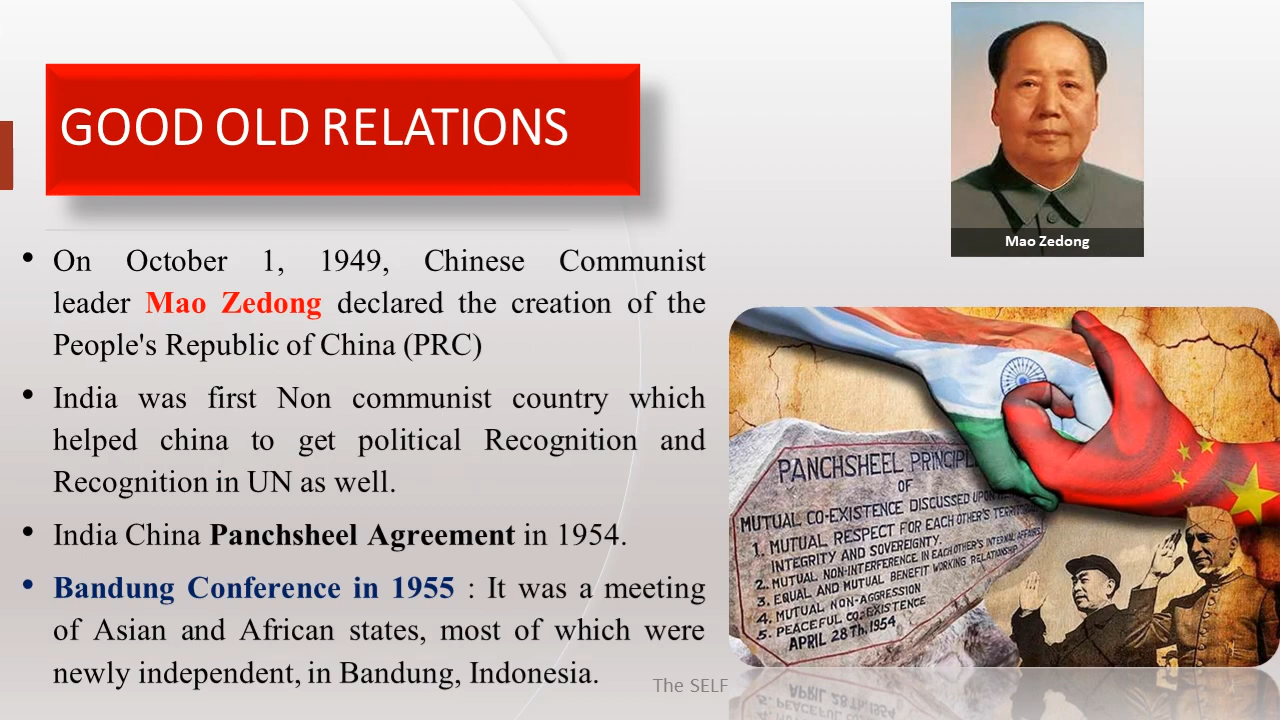 GOOD OLD RELATIONS
Mao Zedong
• On October 1, 1949, Chinese Communist
leader Mao Zedong declared the creation of the
People's Republic of China (PRC)
• India was first Non communist country which
helped china to get political Recognition and
Recognition in UN as well.
• India China Panchsheel Agreement in 1954.
• Bandung Conference in 1955 : It was a meeting
of Asian and African states, most of which were
newly independent, in Bandung, Indonesia.
PANCHSHEEL PRINCIPL
OF
MUTUAL CO-EXISTENCE DISCUSSED UPON
1. MUTUAL RESPECT FOR EACH OTHER'S
INTEGRITY AND SOVEREIGNTY.
2. MUTUAL NON-INTERFERENCE IN EACH OTHER'S INTERNAL AFFAIRS
3. EQUAL AND MUTUAL BENEFIT WORKING RELATIONSHIP
4. MUTUAL NON-AGGRESSION
5. PEACEFUL CO-EXISTENCE
APRIL 28TH. 1954
The SELF